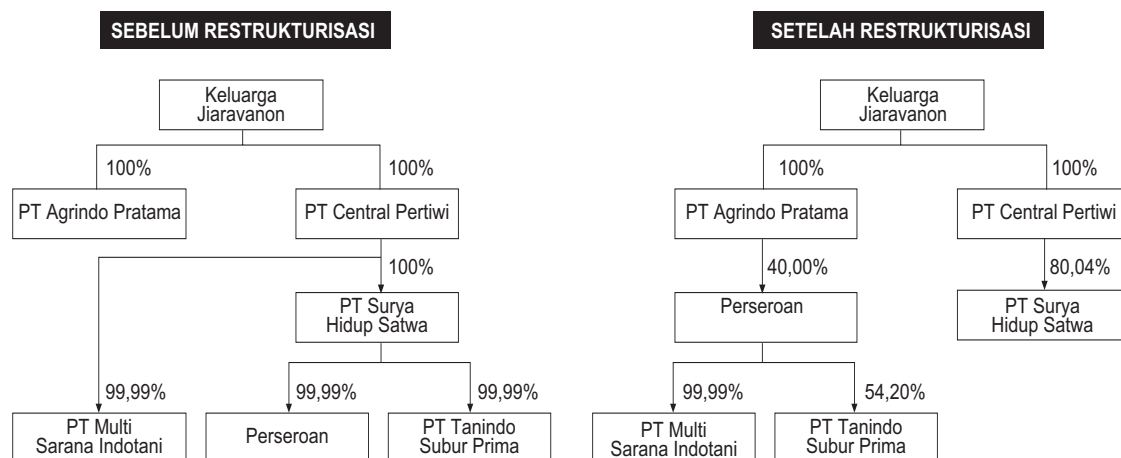 SEBELUM RESTRUKTURISASI
Keluarga
Jiaravanon
100%
100%
PT Agrindo Pratama
PT Central Pertiwi
100%
PT Surya
Hidup Satwa
99,99%
99,99%
99,99%
PT Multi
Sarana Indotani
Perseroan
PT Tanindo
Subur Prima
SETELAH RESTRUKTURISASI
Keluarga
Jiaravanon
100%
100%
PT Agrindo Pratama
PT Central Pertiwi
40,00%
80,04%
Perseroan
PT Surya
Hidup Satwa
99,99%
54,20%
PT Multi
Sarana Indotani
PT Tanindo
Subur Prima